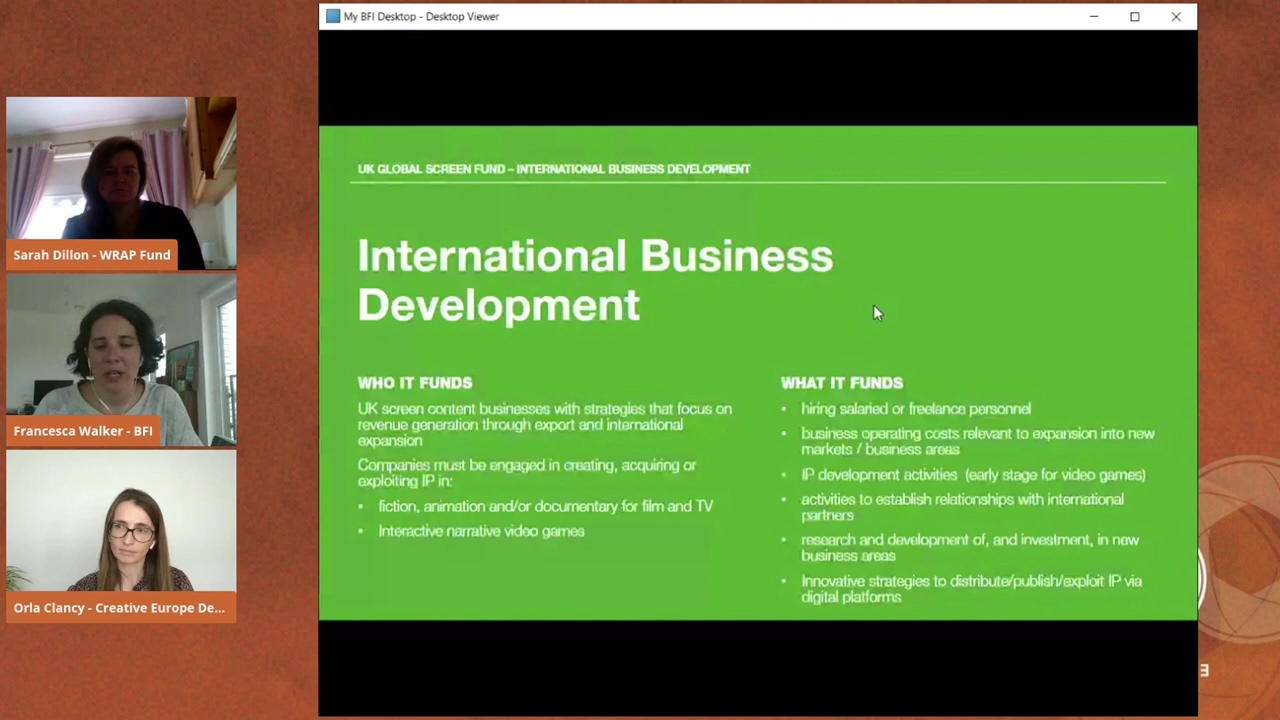 My BFI Desktop - Desktop Viewer
UK GLOBAL SCREEN FUND – INTERNATIONAL BUSINESS DEVELOPMENT
International Business
Development
WHO IT FUNDS
UK screen content businesses with strategies that focus on
revenue generation through export and international
expansion
Companies must be engaged in creating, acquiring or
exploiting IP in:
• fiction, animation and/or documentary for film and TV
• Interactive narrative video games
WHAT IT FUNDS
• hiring salaried or freelance personnel
• business operating costs relevant to expansion into new
markets / business areas
• IP development activities (early stage for video games)
• activities to establish relationships with international
partners
• research and development of, and investment, in new
business areas
• Innovative strategies to distribute/publish/exploit IP via
digital platforms
Sarah Dillon - WRAP Fund
Francesca Walker - BFI
Orla Clancy - Creative Europe De...
3